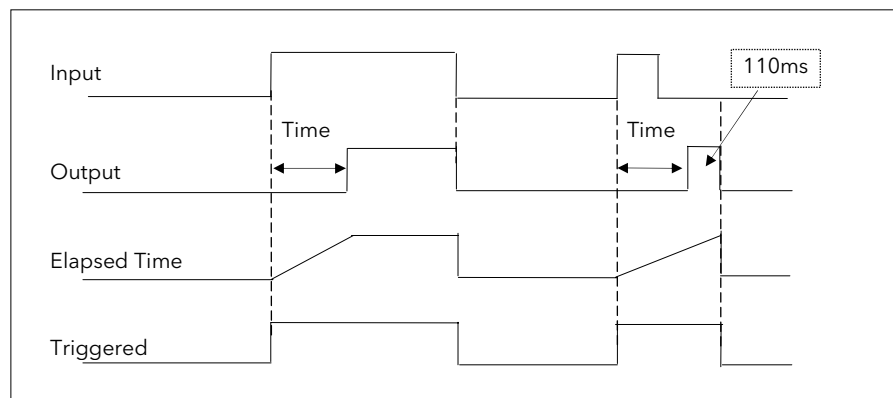 Input
110ms
Time
Time
Output
Elapsed Time
Triggered